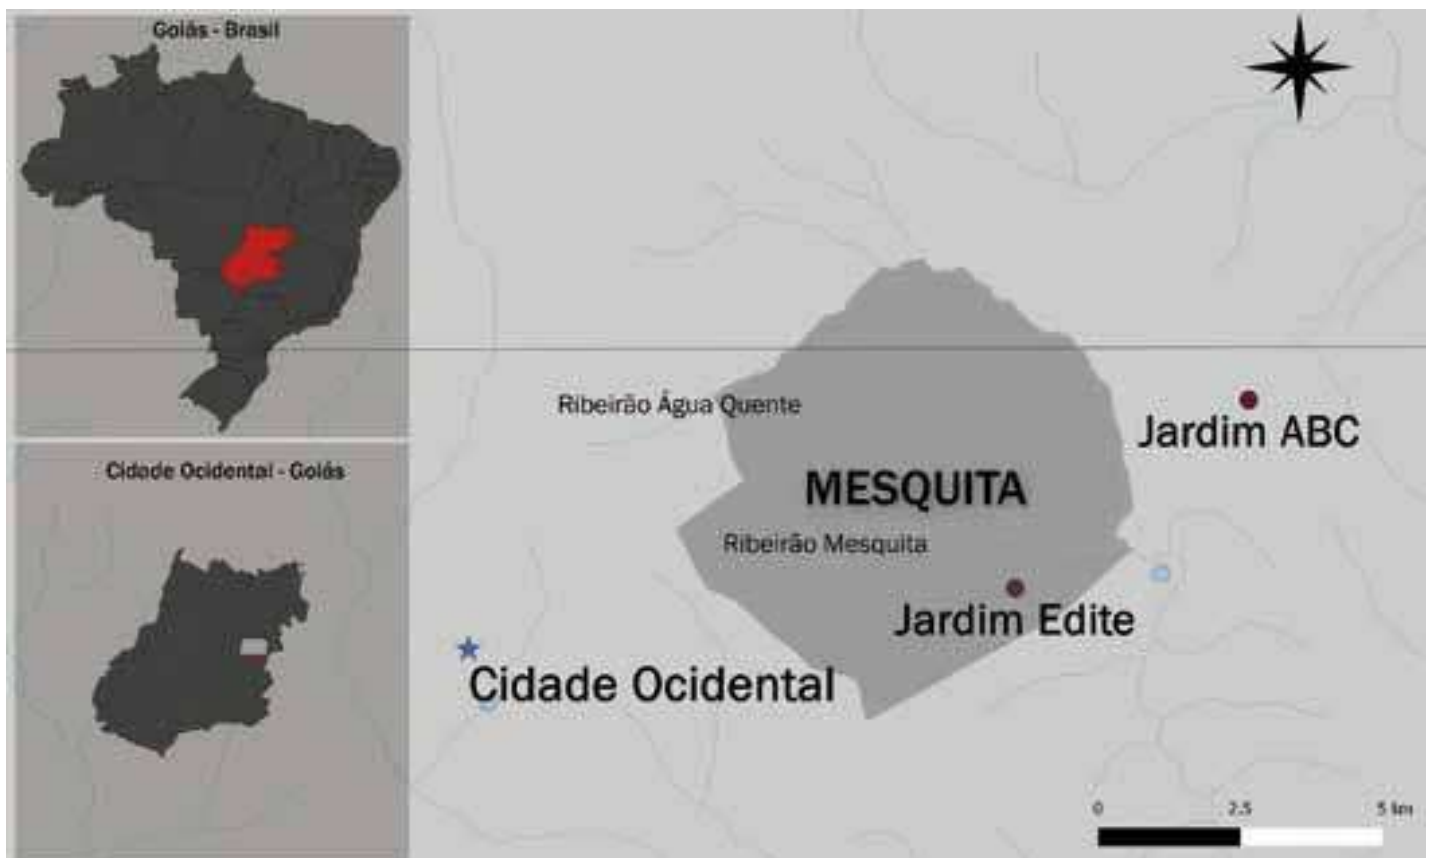 Goiás - Brasil
Cidade Ocidental - Goiás
Ribeirão Água Quente
Jardim ABC
MESQUITA
Ribeirão Mesquita
Jardim Edite
Cidade Ocidental
0 2.5 5 km